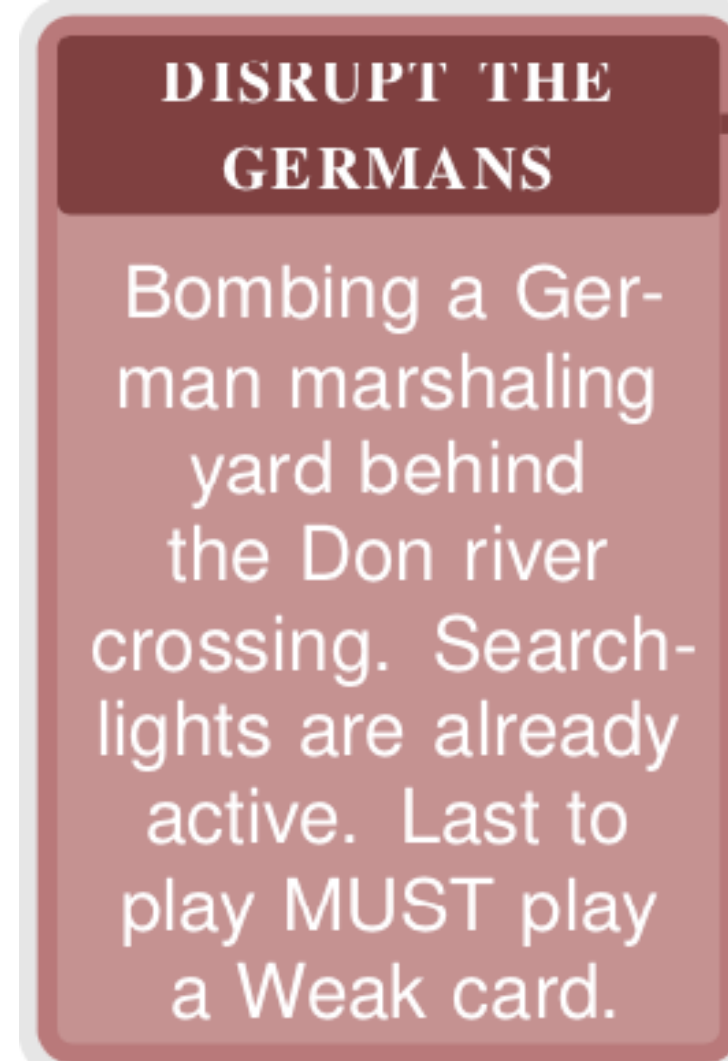 DISRUPT THE
GERMANS
Bombing a Ger-
man marshaling
yard behind
the Don river
crossing. Search-
lights are already
active. Last to
play MUST play
a Weak card.